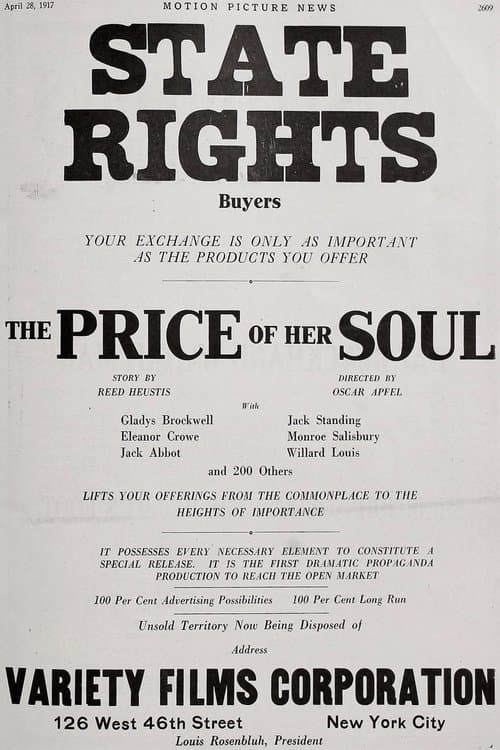 April 28, 1917 MOTION PICTURE NEWS 2609
STATE
RIGHTS
Buyers
YOUR EXCHANGE IS ONLY AS IMPORTANT
AS THE PRODUCTS YOU OFFER
THE PRICE OF HER SOUL
STORY BY DIRECTED BY
REED HEUSTIS OSCAR APFEL
With
Gladys Brockwell Jack Standing
Eleanor Crowe Monroe Salisbury
Jack Abbot Willard Louis
and 200 Others
LIFTS YOUR OFFERINGS FROM THE COMMONPLACE TO THE
HEIGHTS OF IMPORTANCE
IT POSSESSES EVERY NECESSARY ELEMENT TO CONSTITUTE A
SPECIAL RELEASE. IT IS THE FIRST DRAMATIC PROPAGANDA
PRODUCTION TO REACH THE OPEN MARKET
100 Per Cent Advertising Possibilities 100 Per Cent Long Run
Unsold Territory Now Being Disposed of
Address
VARIETY FILMS CORPORATION
126 West 46th Street New York City
Louis Rosenbluh, President